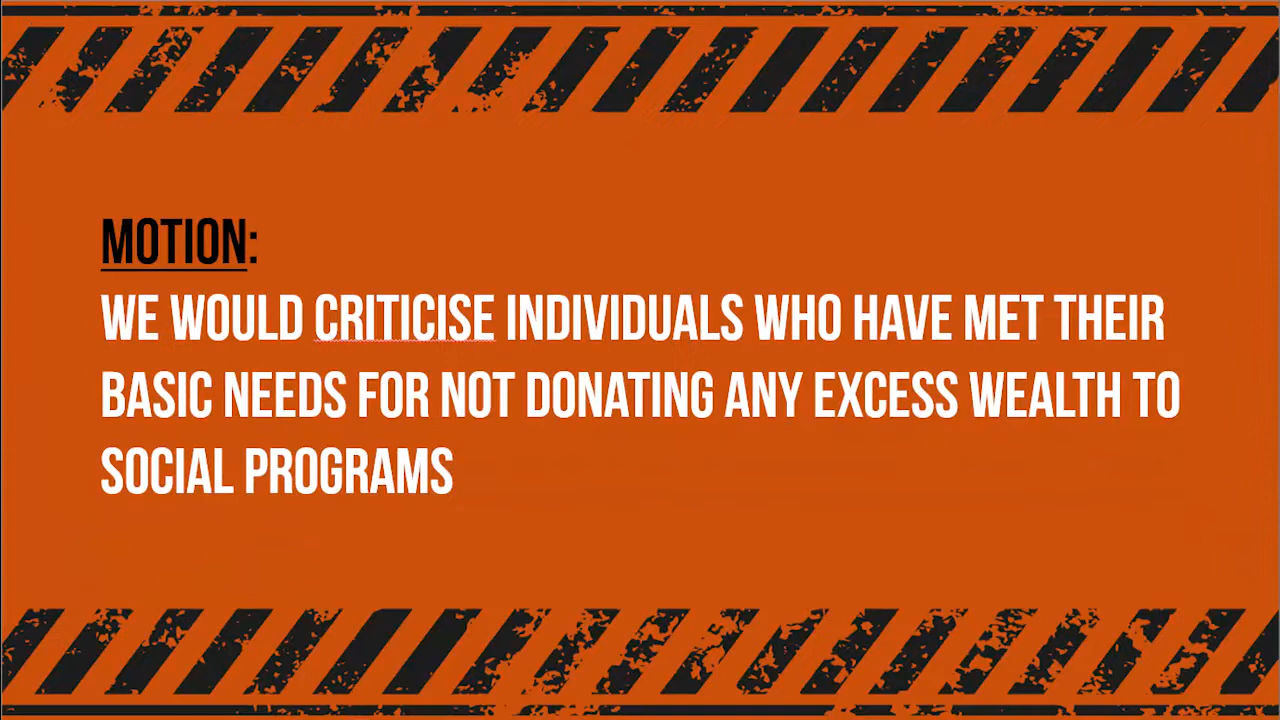 MOTION:
WE WOULD CRITICISE INDIVIDUALS WHO HAVE MET THEIR
BASIC NEEDS FOR NOT DONATING ANY EXCESS WEALTH TO
SOCIAL PROGRAMS